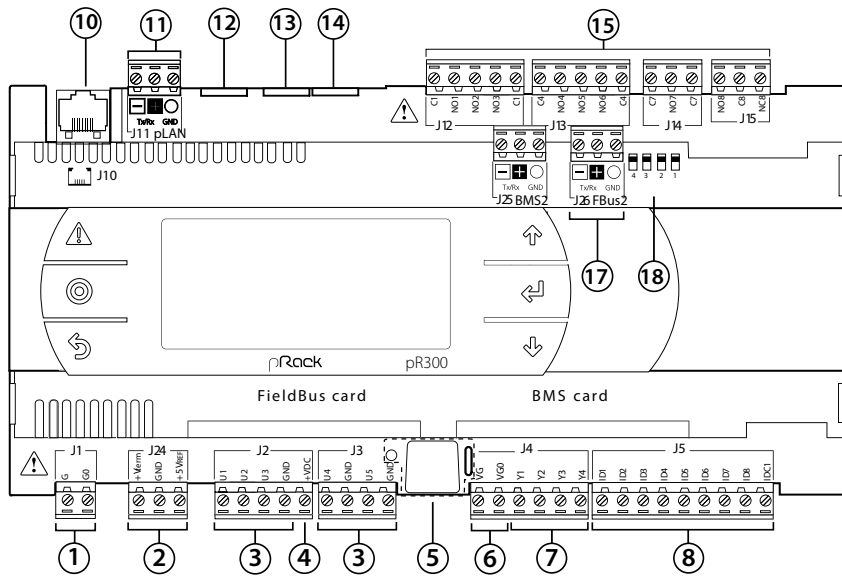 10
11
12
13
14
15
Tx/Rx GND
J11 pLAN
C1 NO1 NO2 NO3 C1
J12
C4 NO4 NO5 NO6 C4
J13
C7 NO7 C7
J14
NO8 C8 NC8
J15
J10
Tx/Rx GND
J25 BMS2
Tx/Rx GND
J26 FBus2
4 3 2 1
17
18
pRack pR300
FieldBus card BMS card
J1
G G0
J24
+Vterm GND +5VREF
J2
U1 U2 U3 GND +VDC
J3
U4 GND U5 GND
J4
VG VG0 Y1 Y2 Y3 Y4
J5
ID1 ID2 ID3 ID4 ID5 ID6 ID7 ID8 IDC1
1
2
3
4
3
5
6
7
8